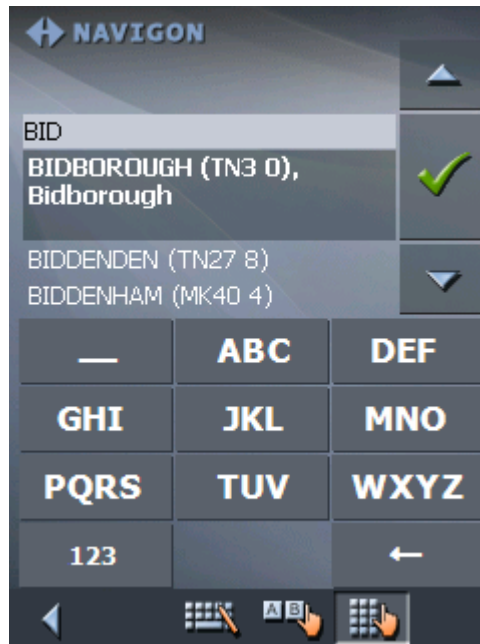 NAVIGON
BID
BIDBOROUGH (TN3 0),
Bidborough
BIDDENDEN (TN27 8)
BIDDENHAM (MK40 4)
ABC DEF
GHI JKL MNO
PQRS TUV WXYZ
123
A B